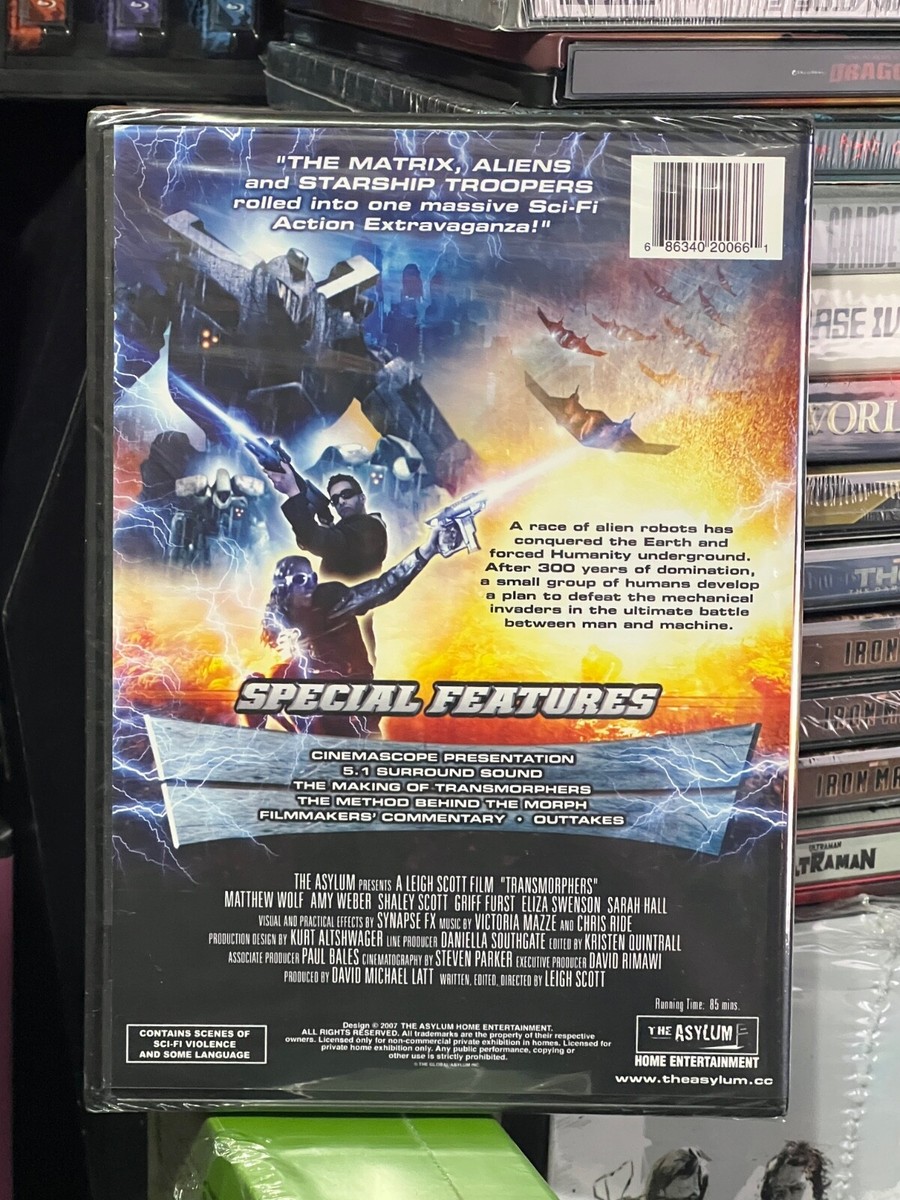 "THE MATRIX, ALIENS
and STARSHIP TROOPERS
rolled into one massive Sci-Fi
Action Extravaganza!"
6 86340 20066 1
A race of alien robots has
conquered the Earth and
forced Humanity underground.
After 300 years of domination,
a small group of humans develop
a plan to defeat the mechanical
invaders in the ultimate battle
between man and machine.
SPECIAL FEATURES
CINEMASCOPE PRESENTATION
5.1 SURROUND SOUND
THE MAKING OF TRANSMORPHERS
THE METHOD BEHIND THE MORPH
FILMMAKERS' COMMENTARY • OUTTAKES
THE ASYLUM PRESENTS A LEIGH SCOTT FILM "TRANSMORPHERS"
MATTHEW WOLF AMY WEBER SHALEY SCOTT GRIFF FURST ELIZA SWENSON SARAH HALL
VISUAL AND PRACTICAL EFFECTS BY SYNAPSE FX MUSIC BY VICTORIA MAZZE AND CHRIS RIDE
PRODUCTION DESIGN BY KURT ALTSHWAGER LINE PRODUCER DANIELLA SOUTHGATE EDITED BY KRISTEN QUINTRALL
ASSOCIATE PRODUCER PAUL BALES CINEMATOGRAPHY BY STEVEN PARKER EXECUTIVE PRODUCER DAVID RIMAWI
PRODUCED BY DAVID MICHAEL LATT WRITTEN, EDITED, DIRECTED BY LEIGH SCOTT
Running Time: 85 mins.
CONTAINS SCENES OF
SCI-FI VIOLENCE
AND SOME LANGUAGE
Design © 2007 THE ASYLUM HOME ENTERTAINMENT.
ALL RIGHTS RESERVED. All trademarks are the property of their respective
owners. Licensed only for non-commercial private exhibition in homes. Licensed for
private home exhibition only. Any public performance, copying or
other use is strictly prohibited.
© THE GLOBAL ASYLUM INC
THE ASYLUM
HOME ENTERTAINMENT
www.theasylum.cc
DRAG
VORL
TH
IRON
IRON M
IRON MA
ULTRAMAN
TRAMAN